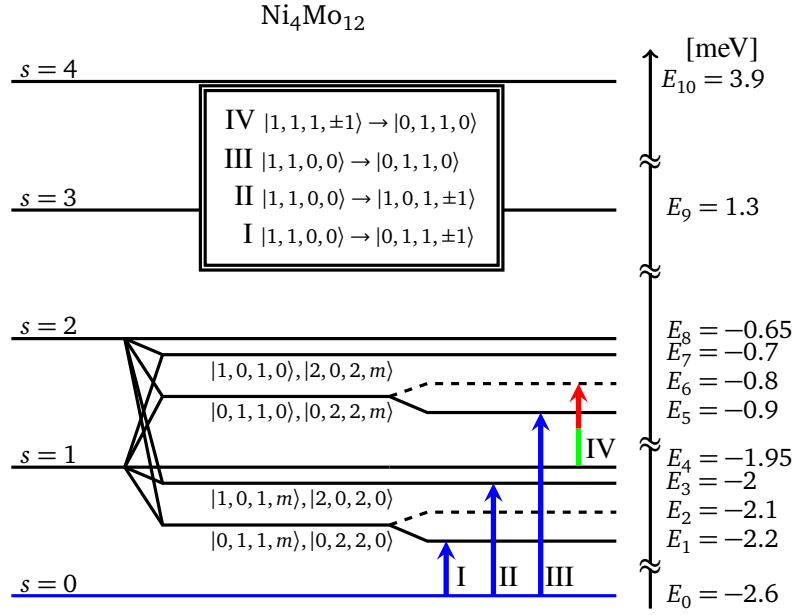 Ni₄Mo₁₂
[meV]
s = 4
E₁₀ = 3.9
IV |1, 1, 1, ±1⟩ → |0, 1, 1, 0⟩
III |1, 1, 0, 0⟩ → |0, 1, 1, 0⟩
II |1, 1, 0, 0⟩ → |1, 0, 1, ±1⟩
I |1, 1, 0, 0⟩ → |0, 1, 1, ±1⟩
s = 3
E₉ = 1.3
s = 2
E₈ = −0.65
E₇ = −0.7
|1, 0, 1, 0⟩, |2, 0, 2, m⟩
E₆ = −0.8
|0, 1, 1, 0⟩, |0, 2, 2, m⟩
E₅ = −0.9
IV
s = 1
E₄ = −1.95
E₃ = −2
|1, 0, 1, m⟩, |2, 0, 2, 0⟩
E₂ = −2.1
|0, 1, 1, m⟩, |0, 2, 2, 0⟩
E₁ = −2.2
I II III
s = 0
E₀ = −2.6